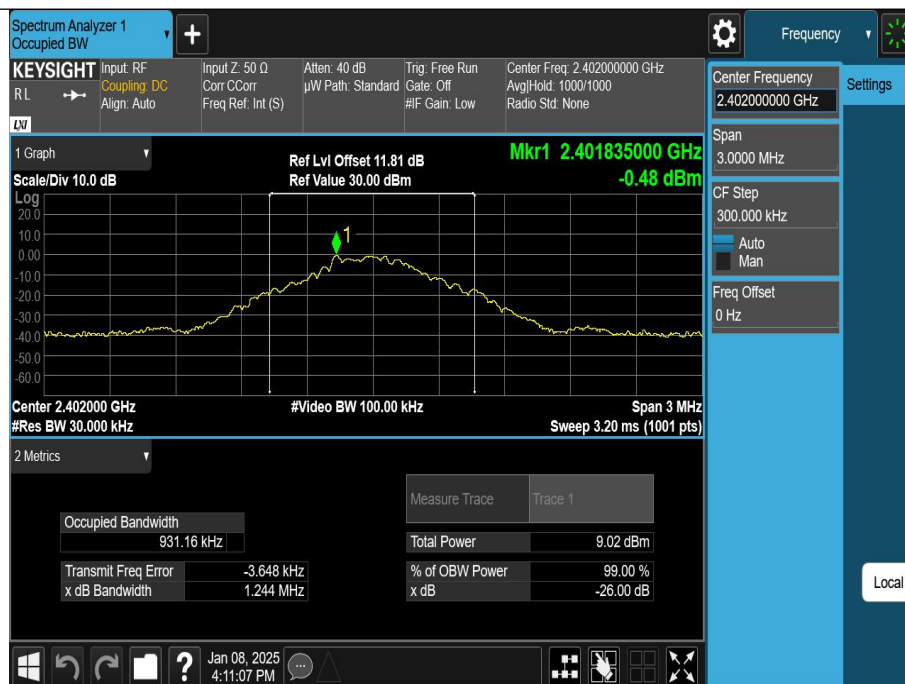 Spectrum Analyzer 1
Occupied BW
+
Frequency
KEYSIGHT
RL
LXI
Input: RF
Coupling: DC
Align: Auto
Input Z: 50 Ω
Corr CCorr
Freq Ref: Int (S)
Atten: 40 dB
µW Path: Standard
Trig: Free Run
Gate: Off
#IF Gain: Low
Center Freq: 2.402000000 GHz
Avg|Hold: 1000/1000
Radio Std: None
Center Frequency
2.402000000 GHz
Settings
Span
3.0000 MHz
CF Step
300.000 kHz
Auto
Man
Freq Offset
0 Hz
Local
1 Graph
Scale/Div 10.0 dB
Ref Lvl Offset 11.81 dB
Ref Value 30.00 dBm
Mkr1 2.401835000 GHz
-0.48 dBm
Log
20.0
10.0
0.00
-10.0
-20.0
-30.0
-40.0
-50.0
-60.0
1
Center 2.402000 GHz
#Res BW 30.000 kHz
#Video BW 100.00 kHz
Span 3 MHz
Sweep 3.20 ms (1001 pts)
2 Metrics
Measure Trace Trace 1
Occupied Bandwidth
931.16 kHz
Total Power 9.02 dBm
Transmit Freq Error -3.648 kHz
% of OBW Power 99.00 %
x dB Bandwidth 1.244 MHz
x dB -26.00 dB
?
Jan 08, 2025
4:11:07 PM